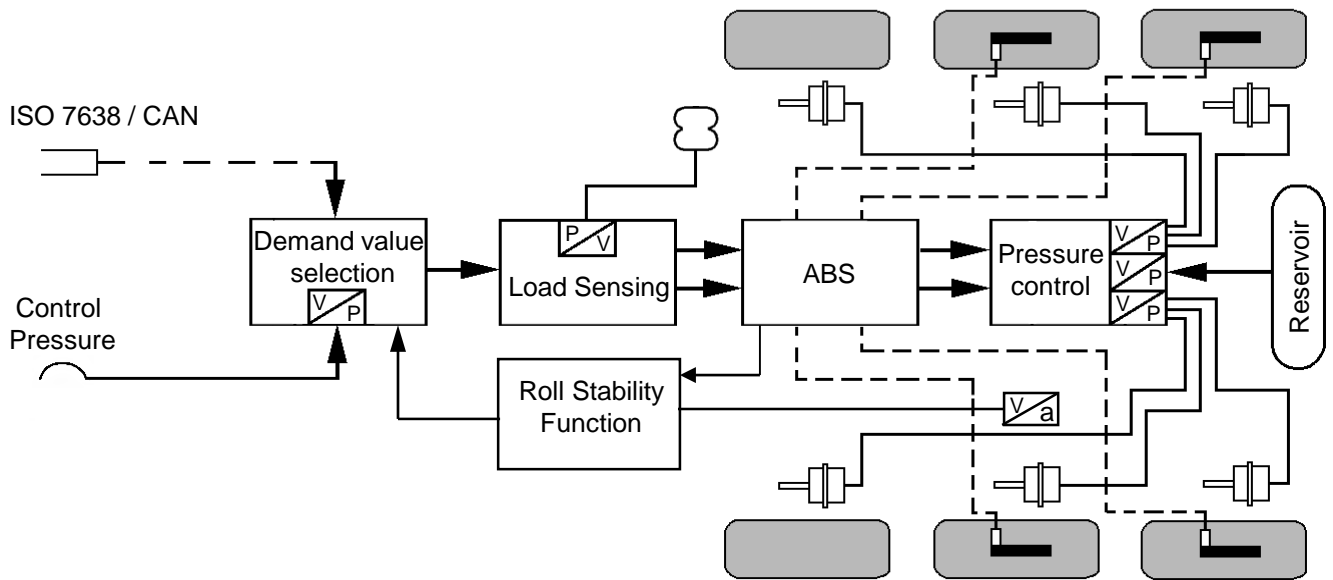 ISO 7638 / CAN
Demand value
selection
V
P
Control
Pressure
P
V
Load Sensing
ABS
Pressure
control
V
P
V
P
V
P
Reservoir
Roll Stability
Function
V
a